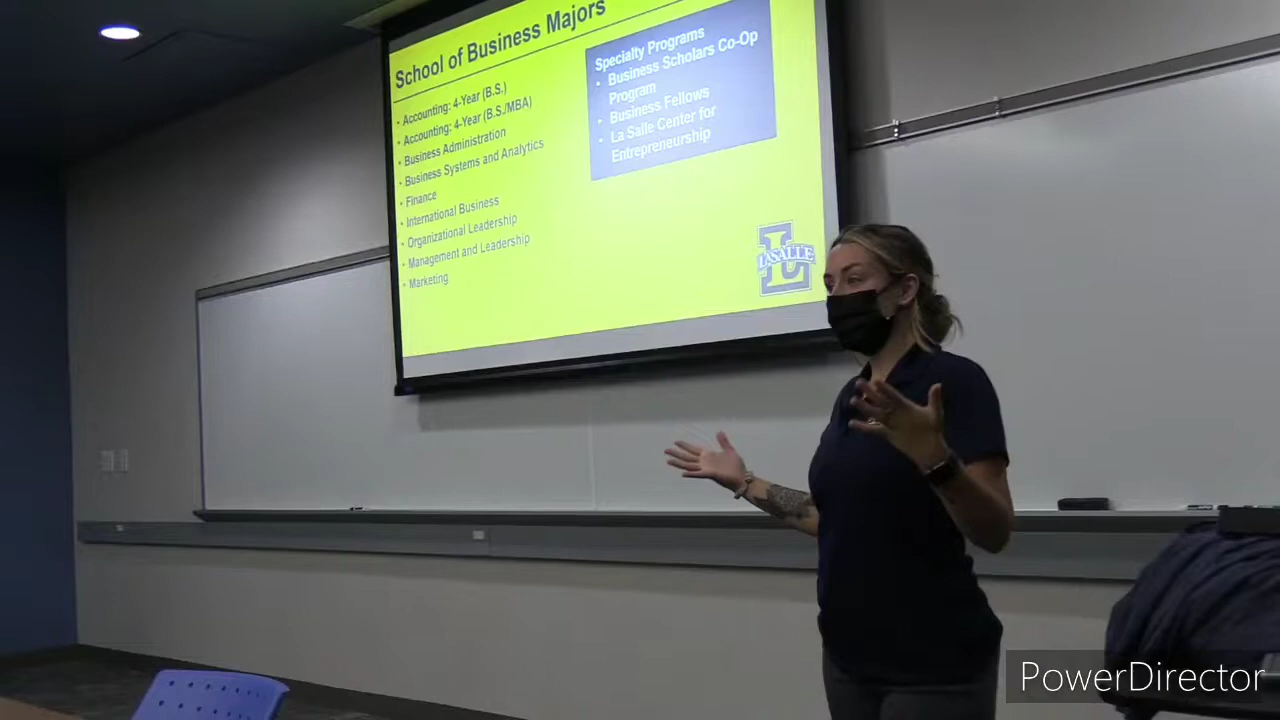 School of Business Majors
• Accounting: 4-Year (B.S.)
• Accounting: 4-Year (B.S./MBA)
• Business Administration
• Business Systems and Analytics
• Finance
• International Business
• Organizational Leadership
• Management and Leadership
• Marketing
Specialty Programs
• Business Scholars Co-Op
Program
• Business Fellows
• La Salle Center for
Entrepreneurship
L
LA SALLE
PowerDirector